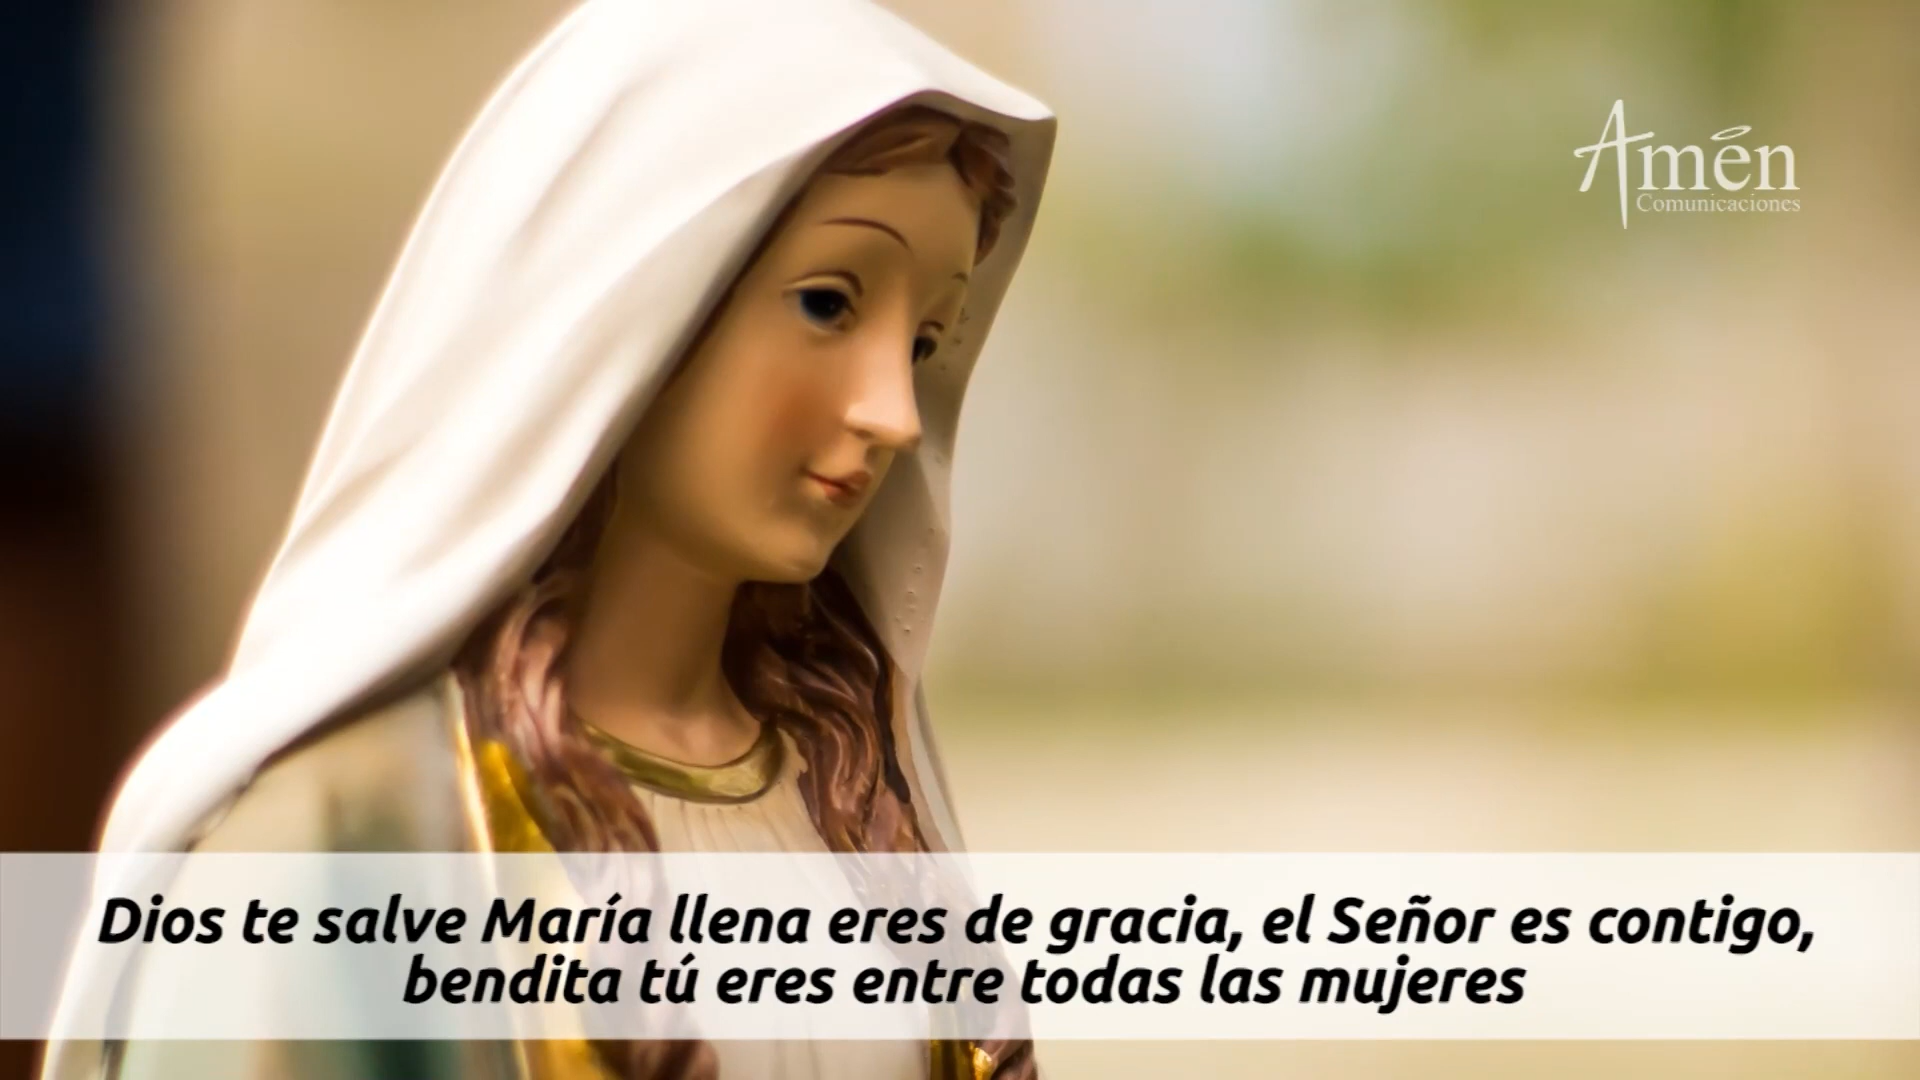 Amén
Comunicaciones
Dios te salve María llena eres de gracia, el Señor es contigo,
bendita tú eres entre todas las mujeres